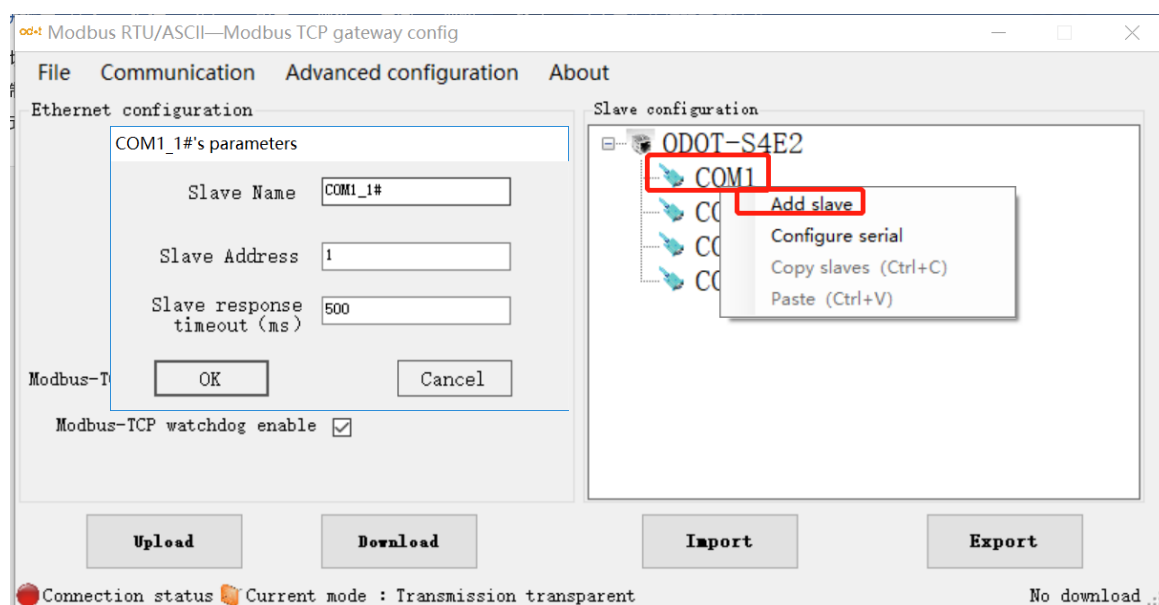 Modbus RTU/ASCII—Modbus TCP gateway config
File Communication Advanced configuration About
Ethernet configuration
COM1_1#'s parameters
Slave Name COM1_1#
Slave Address 1
Slave response
timeout(ms) 500
OK Cancel
Modbus-T
Modbus-TCP watchdog enable
Slave configuration
ODOT-S4E2
COM1
Add slave
Configure serial
Copy slaves (Ctrl+C)
Paste (Ctrl+V)
CO
CO
CO
Upload Download Import Export
Connection status Current mode : Transmission transparent No download